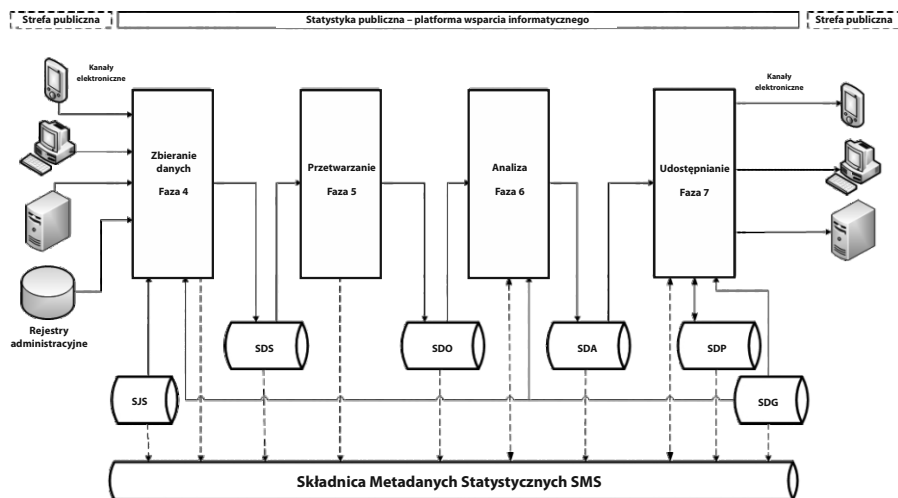 Strefa publiczna
Statystyka publiczna – platforma wsparcia informatycznego
Strefa publiczna
Kanały
elektroniczne
Kanały
elektroniczne
Zbieranie
danych
Faza 4
Przetwarzanie
Faza 5
Analiza
Faza 6
Udostępnianie
Faza 7
Rejestry
administracyjne
SDS
SDO
SDA
SDP
SJS
SDG
Składnica Metadanych Statystycznych SMS